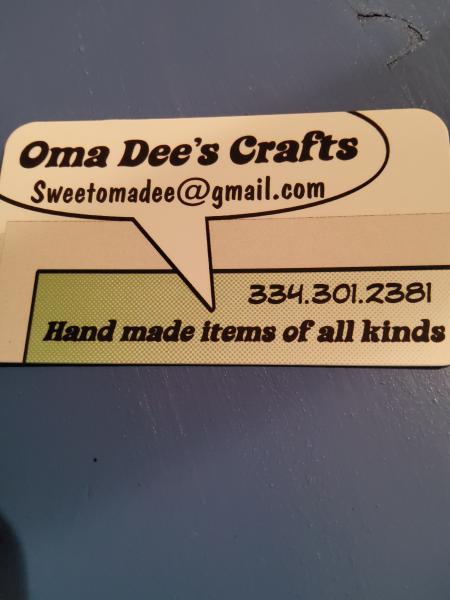 Oma Dee's Crafts
Sweetomadee@gmail.com
334.301.2381
Hand made items of all kinds